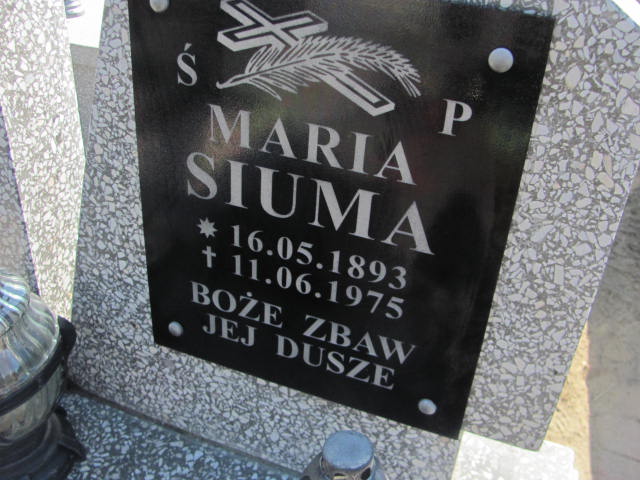 Ś P
MARIA
SIUMA
* 16.05.1893
† 11.06.1975
BOŻE ZBAW
JEJ DUSZE